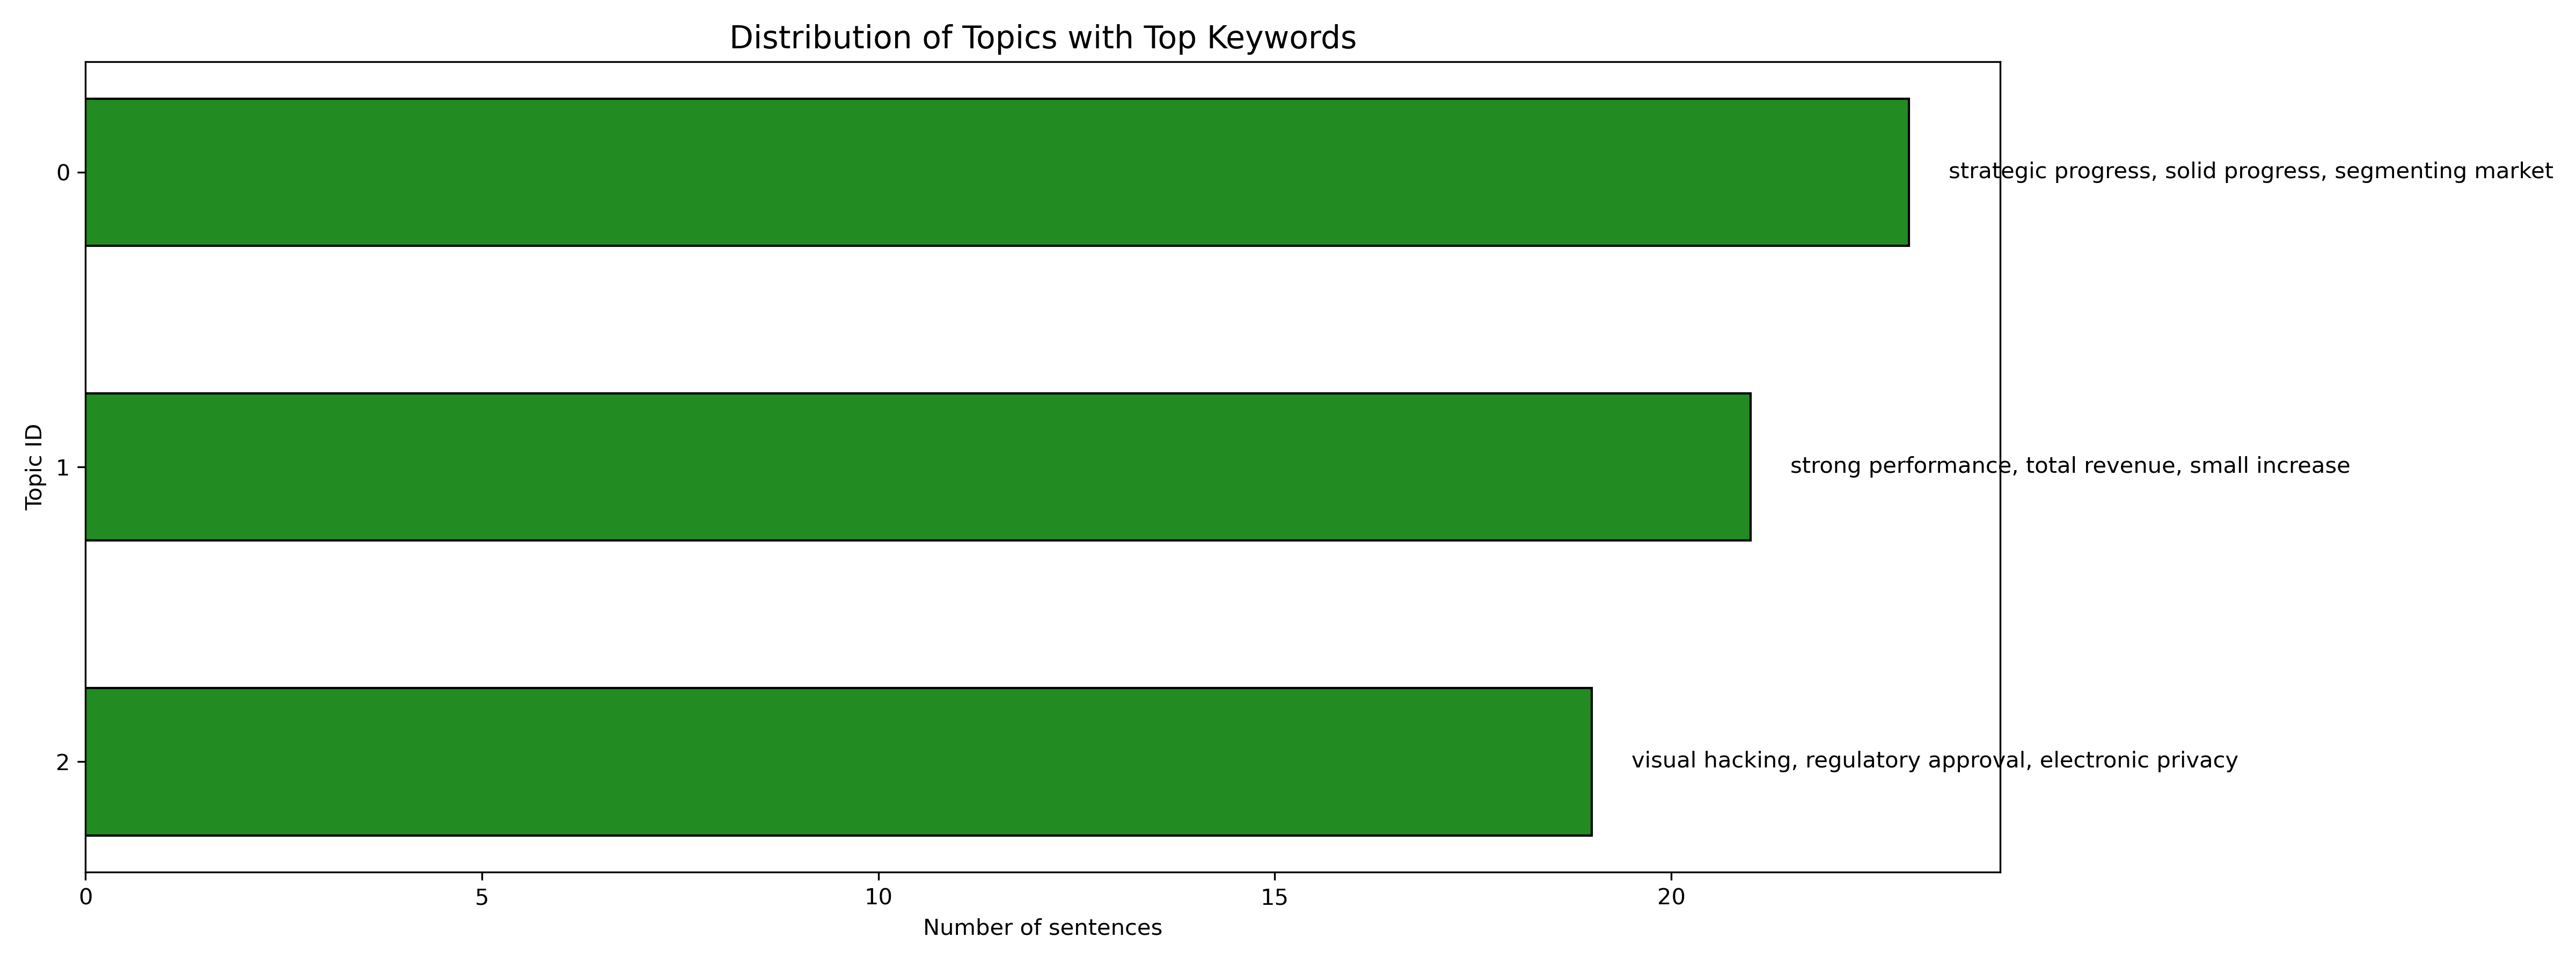 Distribution of Topics with Top Keywords
0
strategic progress, solid progress, segmenting market
1
strong performance, total revenue, small increase
2
visual hacking, regulatory approval, electronic privacy
Topic ID
0 5 10 15 20
Number of sentences